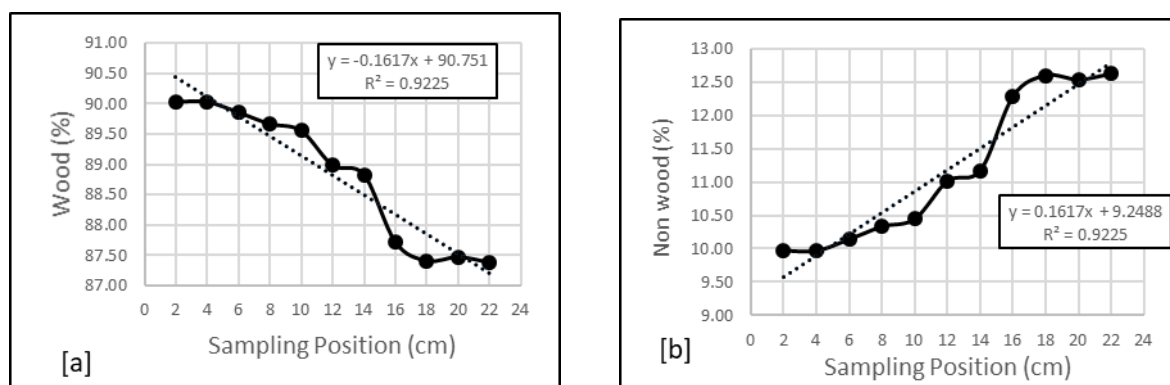 91.00
90.50
90.00
89.50
89.00
88.50
88.00
87.50
87.00
Wood (%)
y = -0.1617x + 90.751
R² = 0.9225
0 2 4 6 8 10 12 14 16 18 20 22 24
Sampling Position (cm)
[a]
13.00
12.50
12.00
11.50
11.00
10.50
10.00
9.50
9.00
Non wood (%)
y = 0.1617x + 9.2488
R² = 0.9225
0 2 4 6 8 10 12 14 16 18 20 22 24
Sampling Position (cm)
[b]